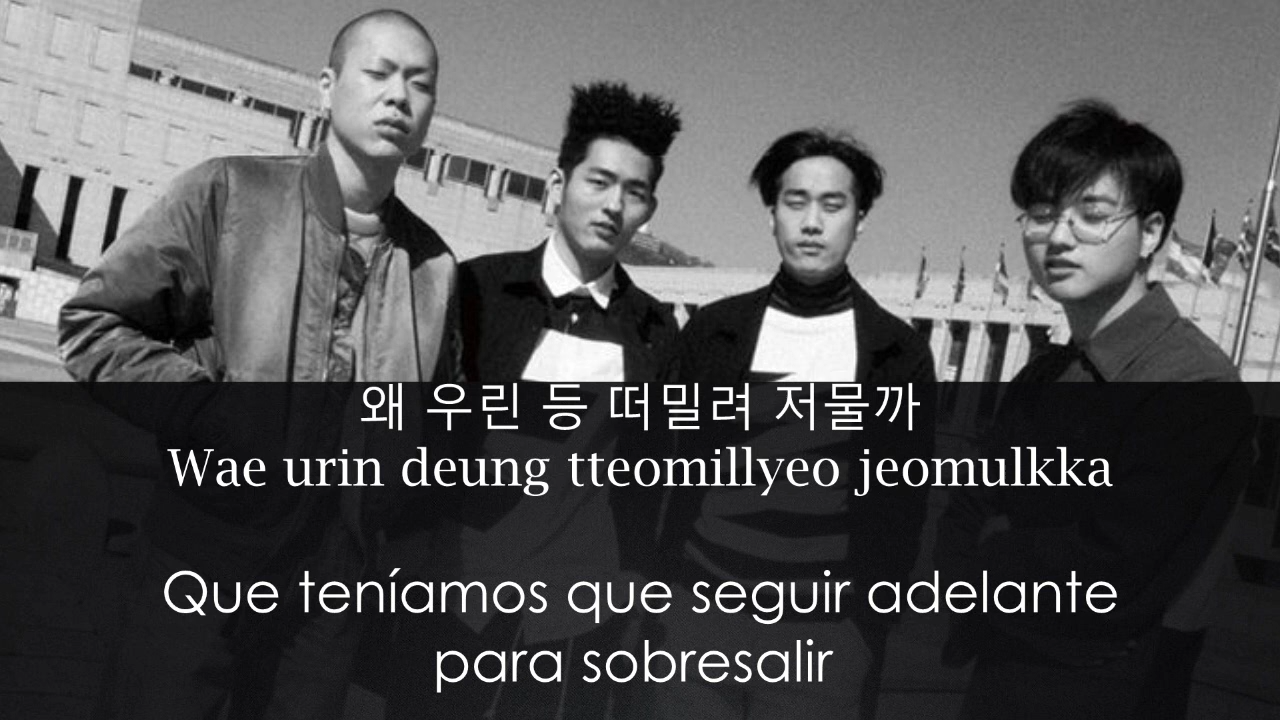 왜 우린 등 떠밀려 저물까
Wae urin deung tteomillyeo jeomulkka
Que teníamos que seguir adelante
para sobresalir